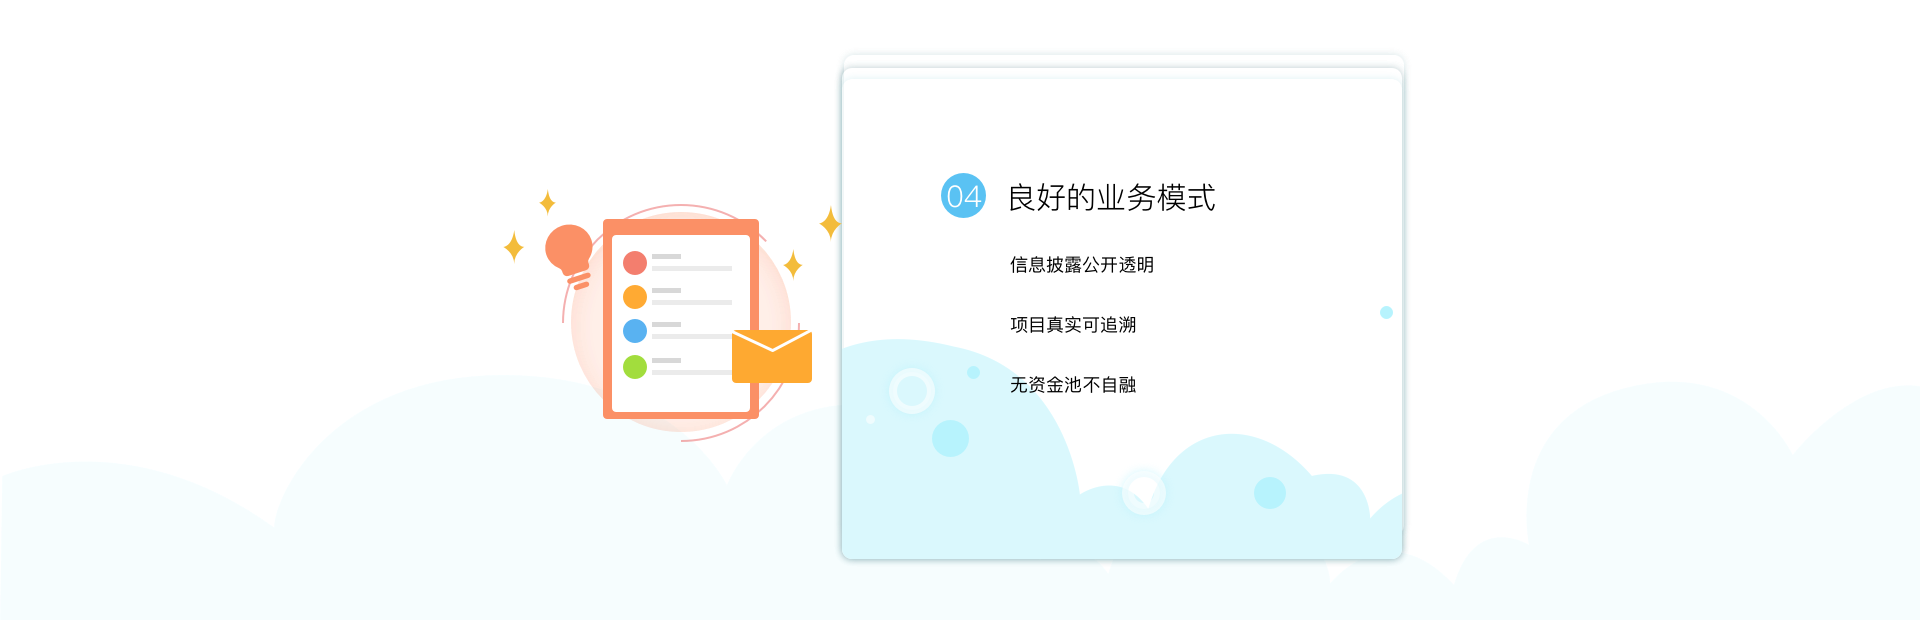 04 良好的业务模式
信息披露公开透明
项目真实可追溯
无资金池不自融